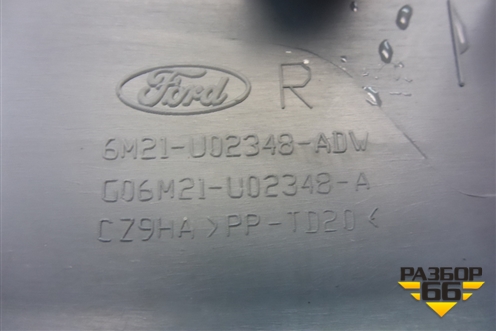 Ford R
6M21-U02348-ADW
G06M21-U02348-A
CZ9HA >PP-TD20<
РАЗБОР
66